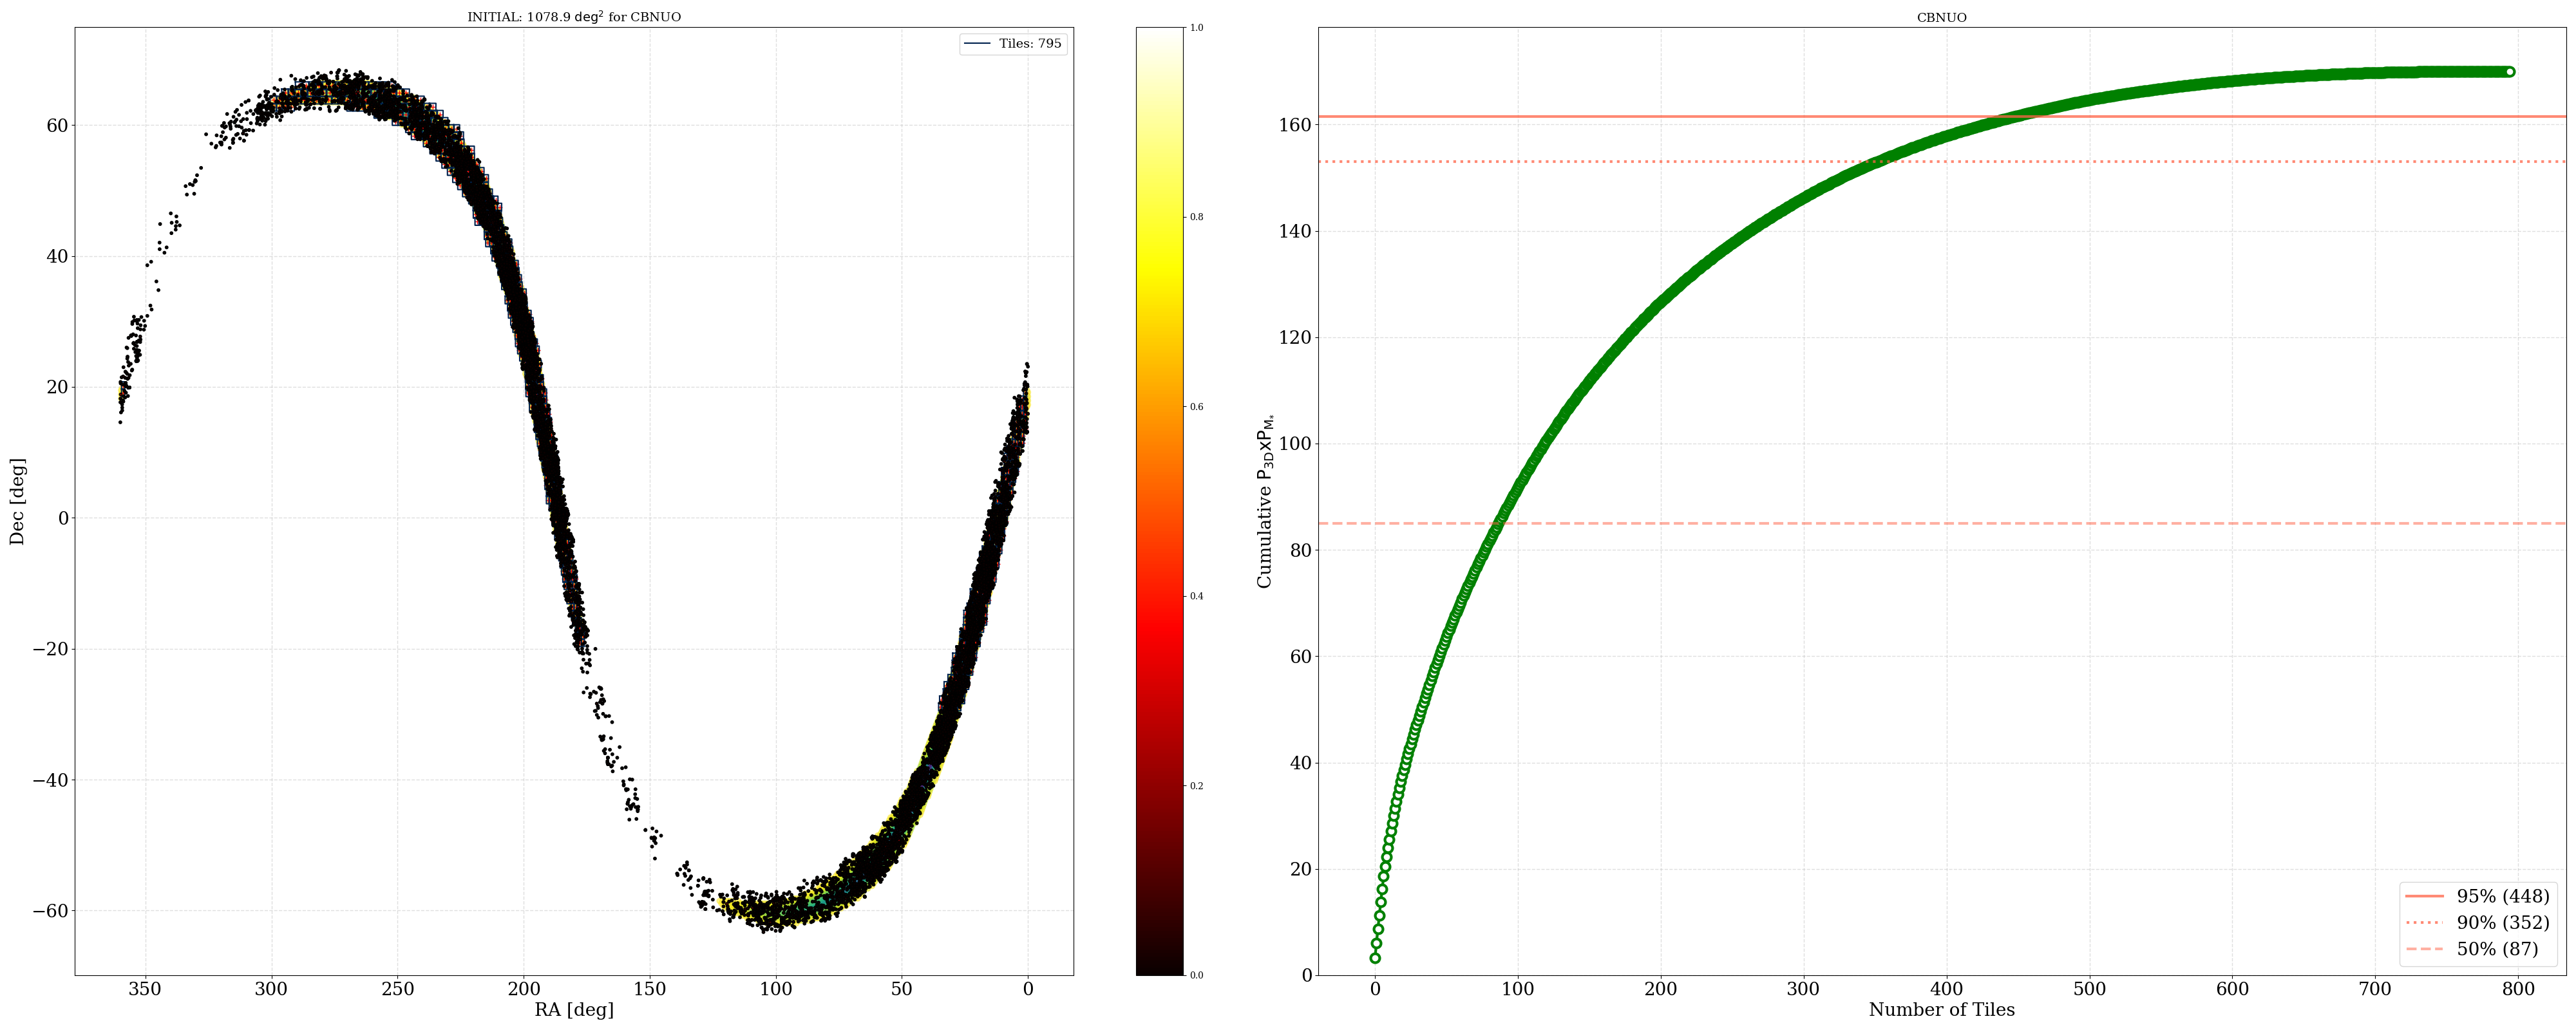 INITIAL: 1078.9 deg² for CBNUO
Tiles: 795
60
40
20
0
−20
−40
−60
Dec [deg]
350 300 250 200 150 100 50 0
RA [deg]
1.0
0.8
0.6
0.4
0.2
0.0
CBNUO
160
140
120
100
80
60
40
20
0
Cumulative P_3DxP_M*
95% (448)
90% (352)
50% (87)
0 100 200 300 400 500 600 700 800
Number of Tiles